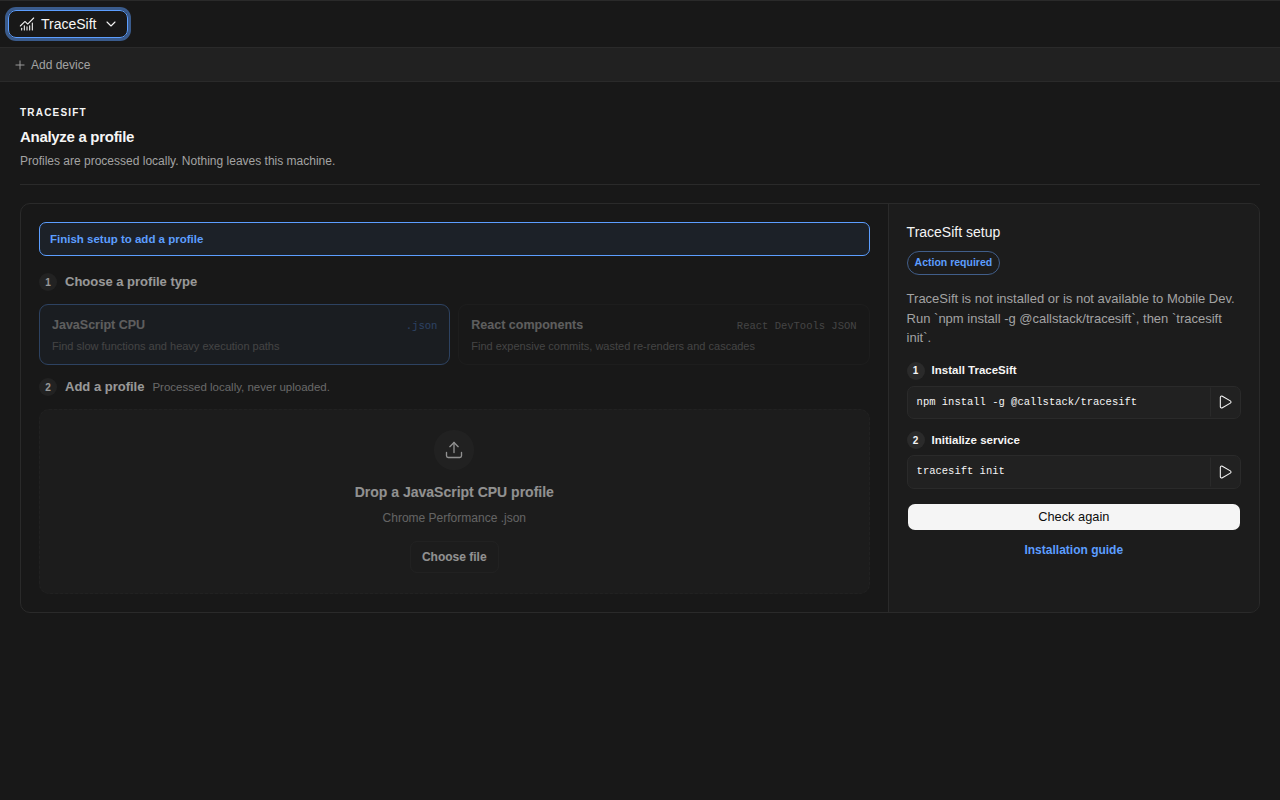 TraceSift
Add device
TRACESIFT
Analyze a profile
Profiles are processed locally. Nothing leaves this machine.
Finish setup to add a profile
1 Choose a profile type
JavaScript CPU .json
Find slow functions and heavy execution paths
React components React DevTools JSON
Find expensive commits, wasted re-renders and cascades
2 Add a profile Processed locally, never uploaded.
Drop a JavaScript CPU profile
Chrome Performance .json
Choose file
TraceSift setup
Action required
TraceSift is not installed or is not available to Mobile Dev.
Run `npm install -g @callstack/tracesift`, then `tracesift
init`.
1 Install TraceSift
npm install -g @callstack/tracesift
2 Initialize service
tracesift init
Check again
Installation guide